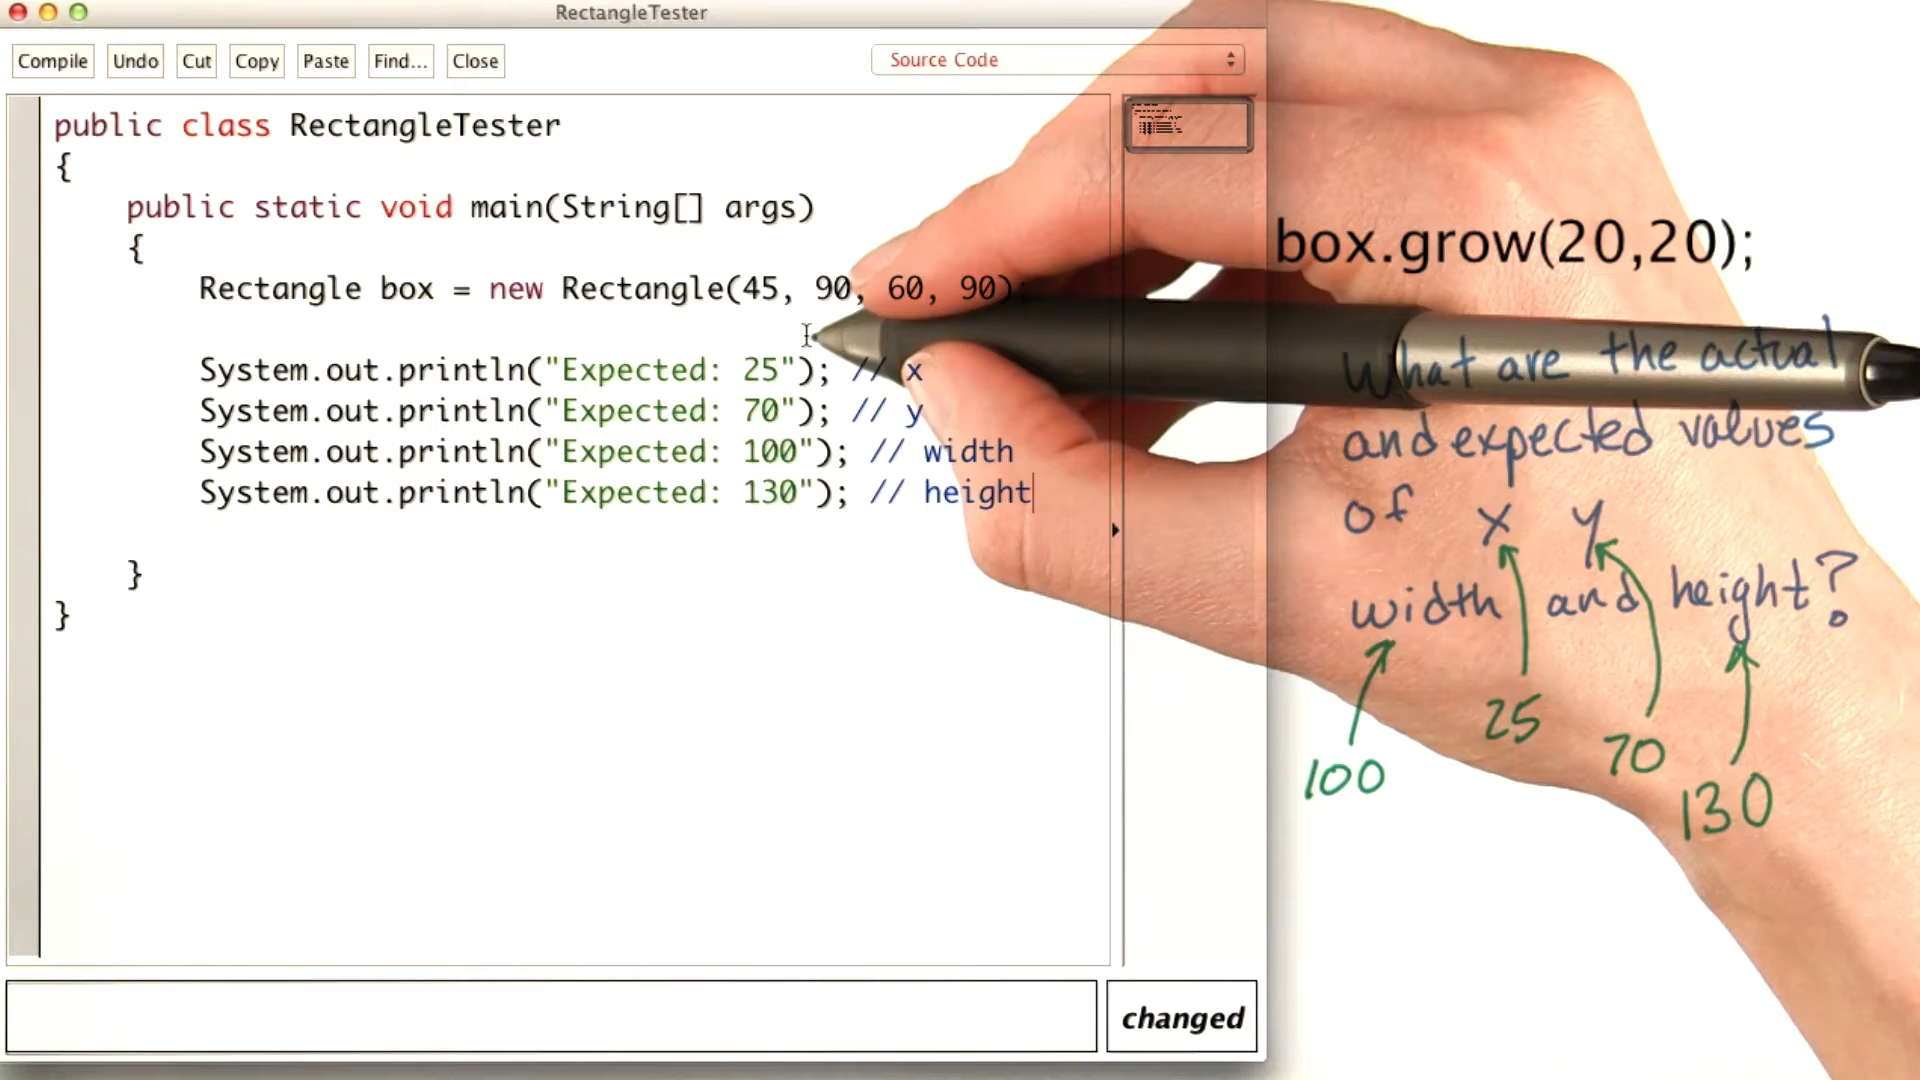 RectangleTester
Compile Undo Cut Copy Paste Find... Close Source Code
public class RectangleTester
{
public static void main(String[] args)
{
Rectangle box = new Rectangle(45, 90, 60, 90);
System.out.println("Expected: 25"); // x
System.out.println("Expected: 70"); // y
System.out.println("Expected: 100"); // width
System.out.println("Expected: 130"); // height
}
}
changed
box.grow(20,20);
What are the actual
and expected values
of x y
width and height?
25
70
100
130